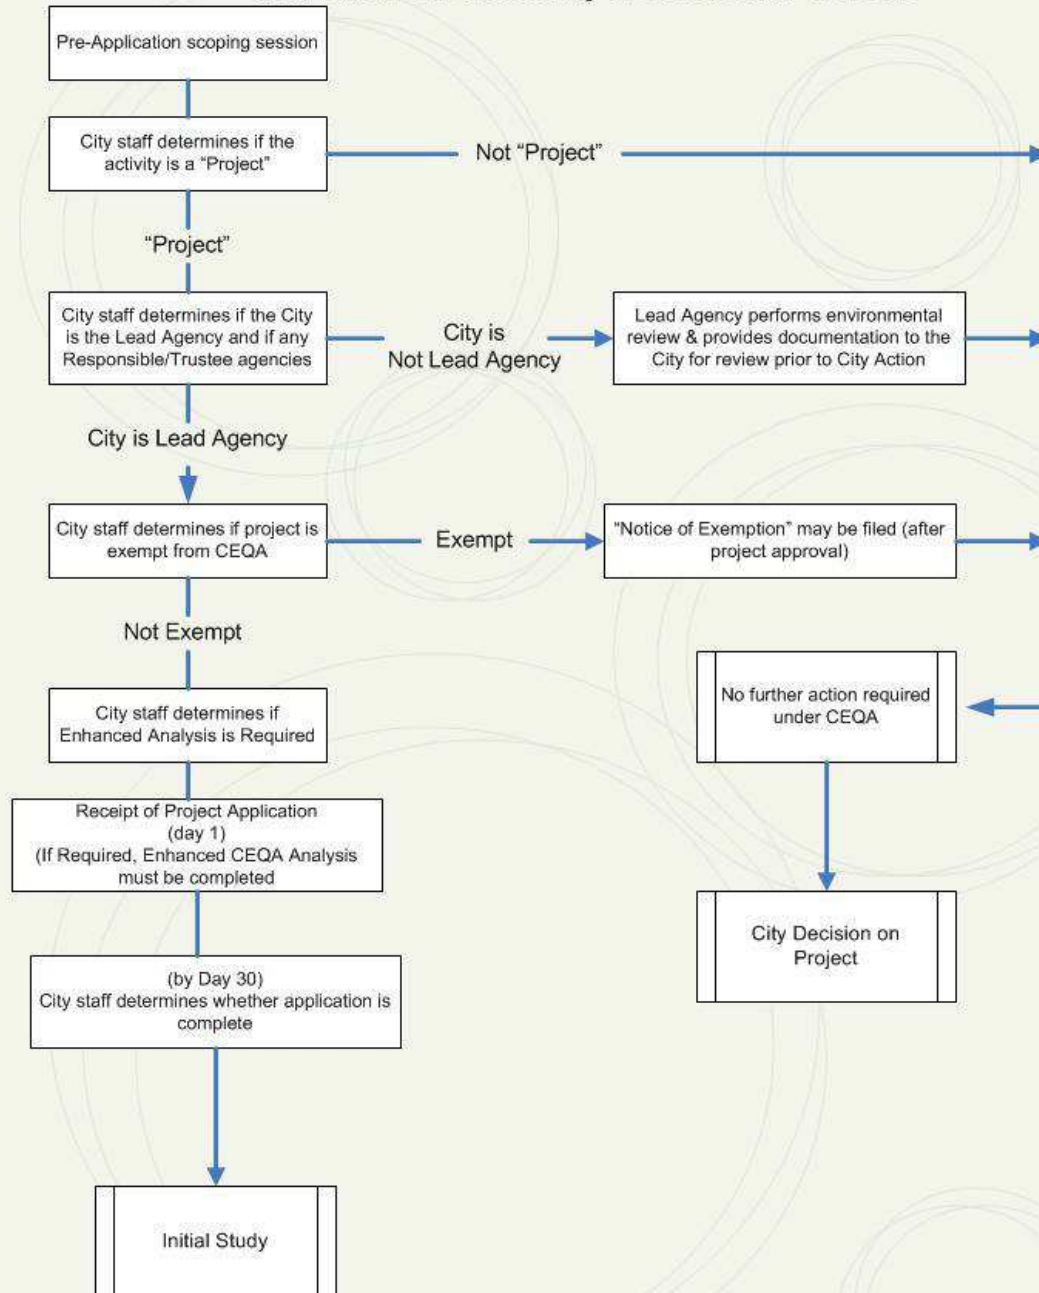 Pre-Application scoping session
City staff determines if the
activity is a “Project”
Not “Project”
“Project”
City staff determines if the City
is the Lead Agency and if any
Responsible/Trustee agencies
City is
Not Lead Agency
Lead Agency performs environmental
review & provides documentation to the
City for review prior to City Action
City is Lead Agency
City staff determines if project is
exempt from CEQA
Exempt
“Notice of Exemption” may be filed (after
project approval)
Not Exempt
City staff determines if
Enhanced Analysis is Required
No further action required
under CEQA
Receipt of Project Application
(day 1)
(If Required, Enhanced CEQA Analysis
must be completed
City Decision on
Project
(by Day 30)
City staff determines whether application is
complete
Initial Study